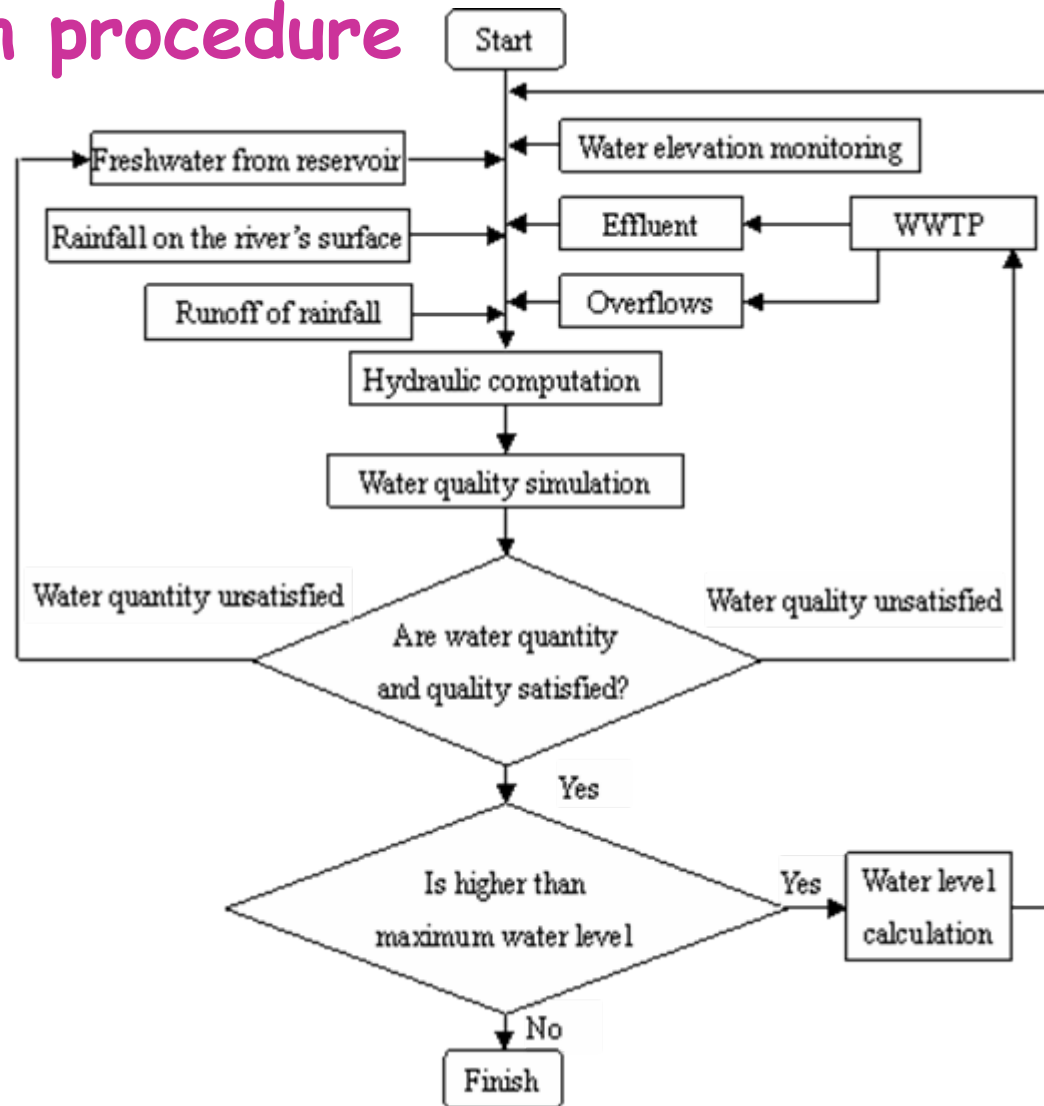 n procedure
Start
Freshwater from reservoir
Water elevation monitoring
Rainfall on the river's surface
Effluent
WWTP
Runoff of rainfall
Overflows
Hydraulic computation
Water quality simulation
Water quantity unsatisfied
Water quality unsatisfied
Are water quantity
and quality satisfied?
Yes
Is higher than
maximum water level
Yes
Water level
calculation
No
Finish